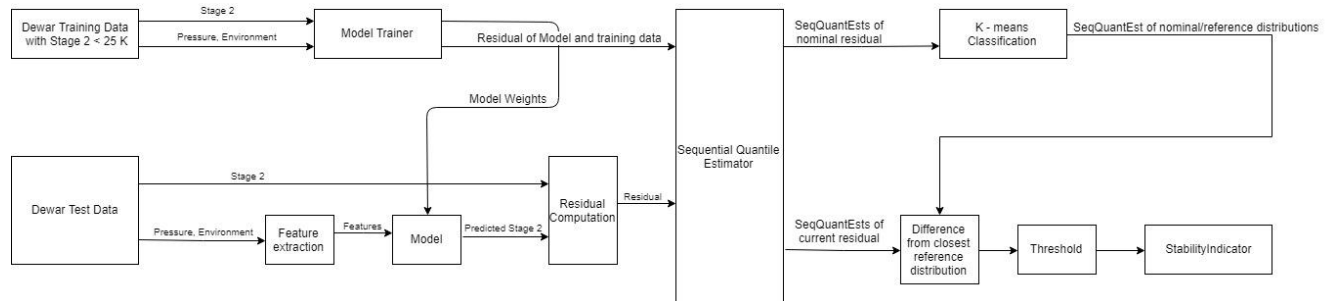 Stage 2
Dewar Training Data
with Stage 2 < 25 K
Pressure, Environment
Model Trainer
Residual of Model and training data
Model Weights
SeqQuantEsts of
nominal residual
K - means
Classification
SeqQuantEst of nominal/reference distributions
Sequential Quantile
Estimator
Dewar Test Data
Stage 2
Pressure, Environment
Feature
extraction
Features
Model
Predicted Stage 2
Residual
Computation
Residual
SeqQuantEsts of
current residual
Difference
from closest
reference
distribution
Threshold
StabilityIndicator